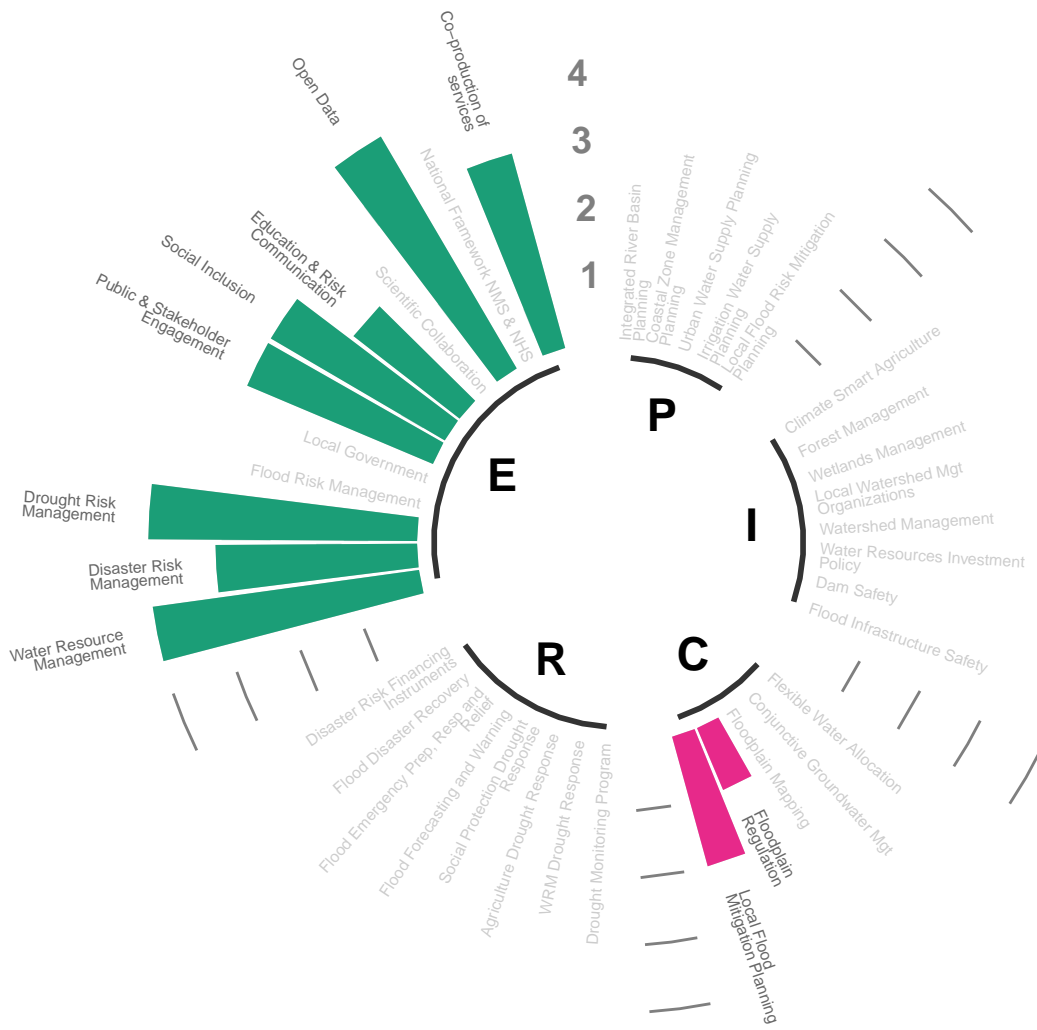 4
3
2
1
Co−production of
services
Open Data
National Framework NMS & NHS
Education & Risk
Communication
Scientific Collaboration
Social Inclusion
Public & Stakeholder
Engagement
Local Government
Flood Risk Management
Drought Risk
Management
Disaster Risk
Management
Water Resource
Management
E
P
Integrated River Basin
Planning
Coastal Zone Management
Planning
Urban Water Supply Planning
Irrigation Water Supply
Planning
Local Flood Risk Mitigation
Planning
I
Climate Smart Agriculture
Forest Management
Wetlands Management
Local Watershed Mgt
Organizations
Watershed Management
Water Resources Investment
Policy
Dam Safety
Flood Infrastructure Safety
C
Flexible Water Allocation
Conjunctive Groundwater Mgt
Floodplain Mapping
Floodplain
Regulation
Local Flood
Mitigation Planning
R
Drought Monitoring Program
WRM Drought Response
Agriculture Drought Response
Social Protection Drought
Response
Flood Forecasting and Warning
Flood Emergency Prep, Resp and
Relief
Flood Disaster Recovery
Disaster Risk Financing
Instruments